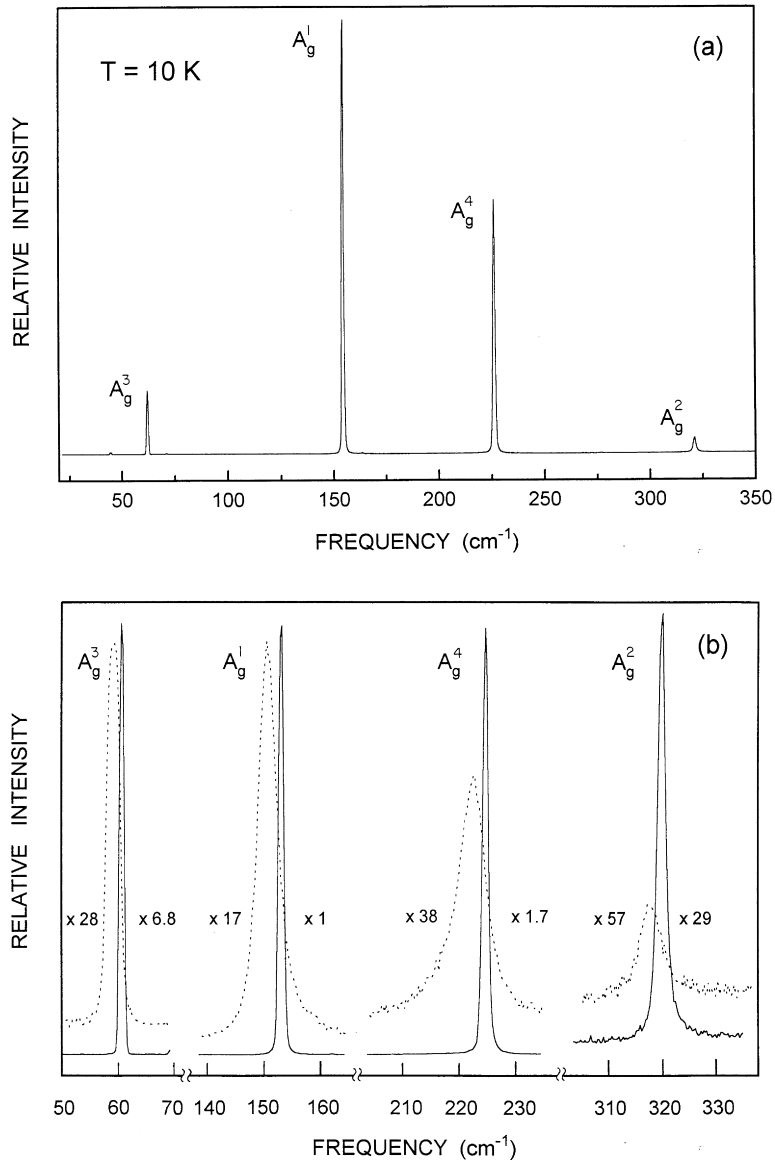 A_g^1
(a)
T = 10 K
A_g^4
A_g^3
A_g^2
RELATIVE INTENSITY
50 100 150 200 250 300 350
FREQUENCY (cm⁻¹)
A_g^3 A_g^1 A_g^4 A_g^2 (b)
RELATIVE INTENSITY
x 28 x 6.8 x 17 x 1 x 38 x 1.7 x 57 x 29
50 60 70 140 150 160 210 220 230 310 320 330
FREQUENCY (cm⁻¹)